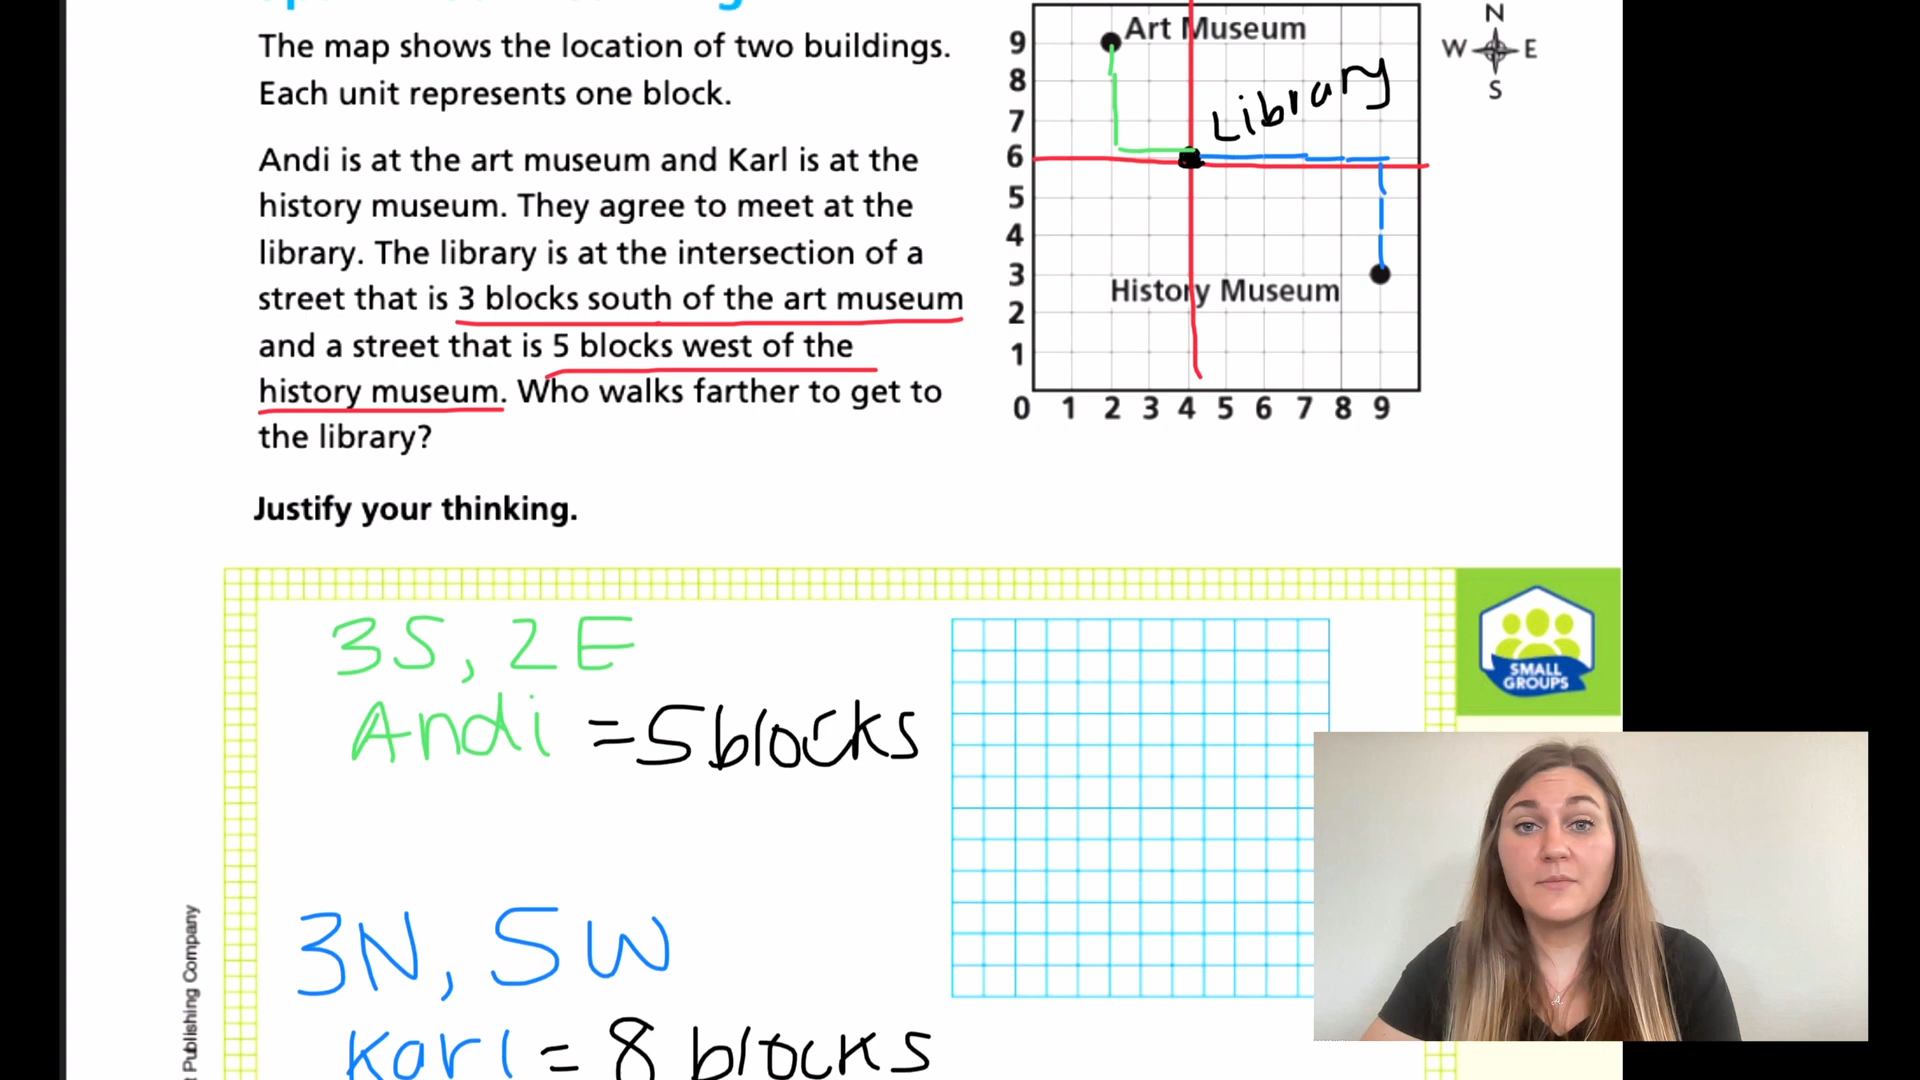 The map shows the location of two buildings.
Each unit represents one block.
Andi is at the art museum and Karl is at the
history museum. They agree to meet at the
library. The library is at the intersection of a
street that is 3 blocks south of the art museum
and a street that is 5 blocks west of the
history museum. Who walks farther to get to
the library?
Justify your thinking.
9
8
7
6
5
4
3
2
1
0 1 2 3 4 5 6 7 8 9
Art Museum
Library
History Museum
N
W E
S
3S, 2E
Andi = 5 blocks
3N, 5W
Karl = 8 blocks
SMALL
GROUPS
Publishing Company